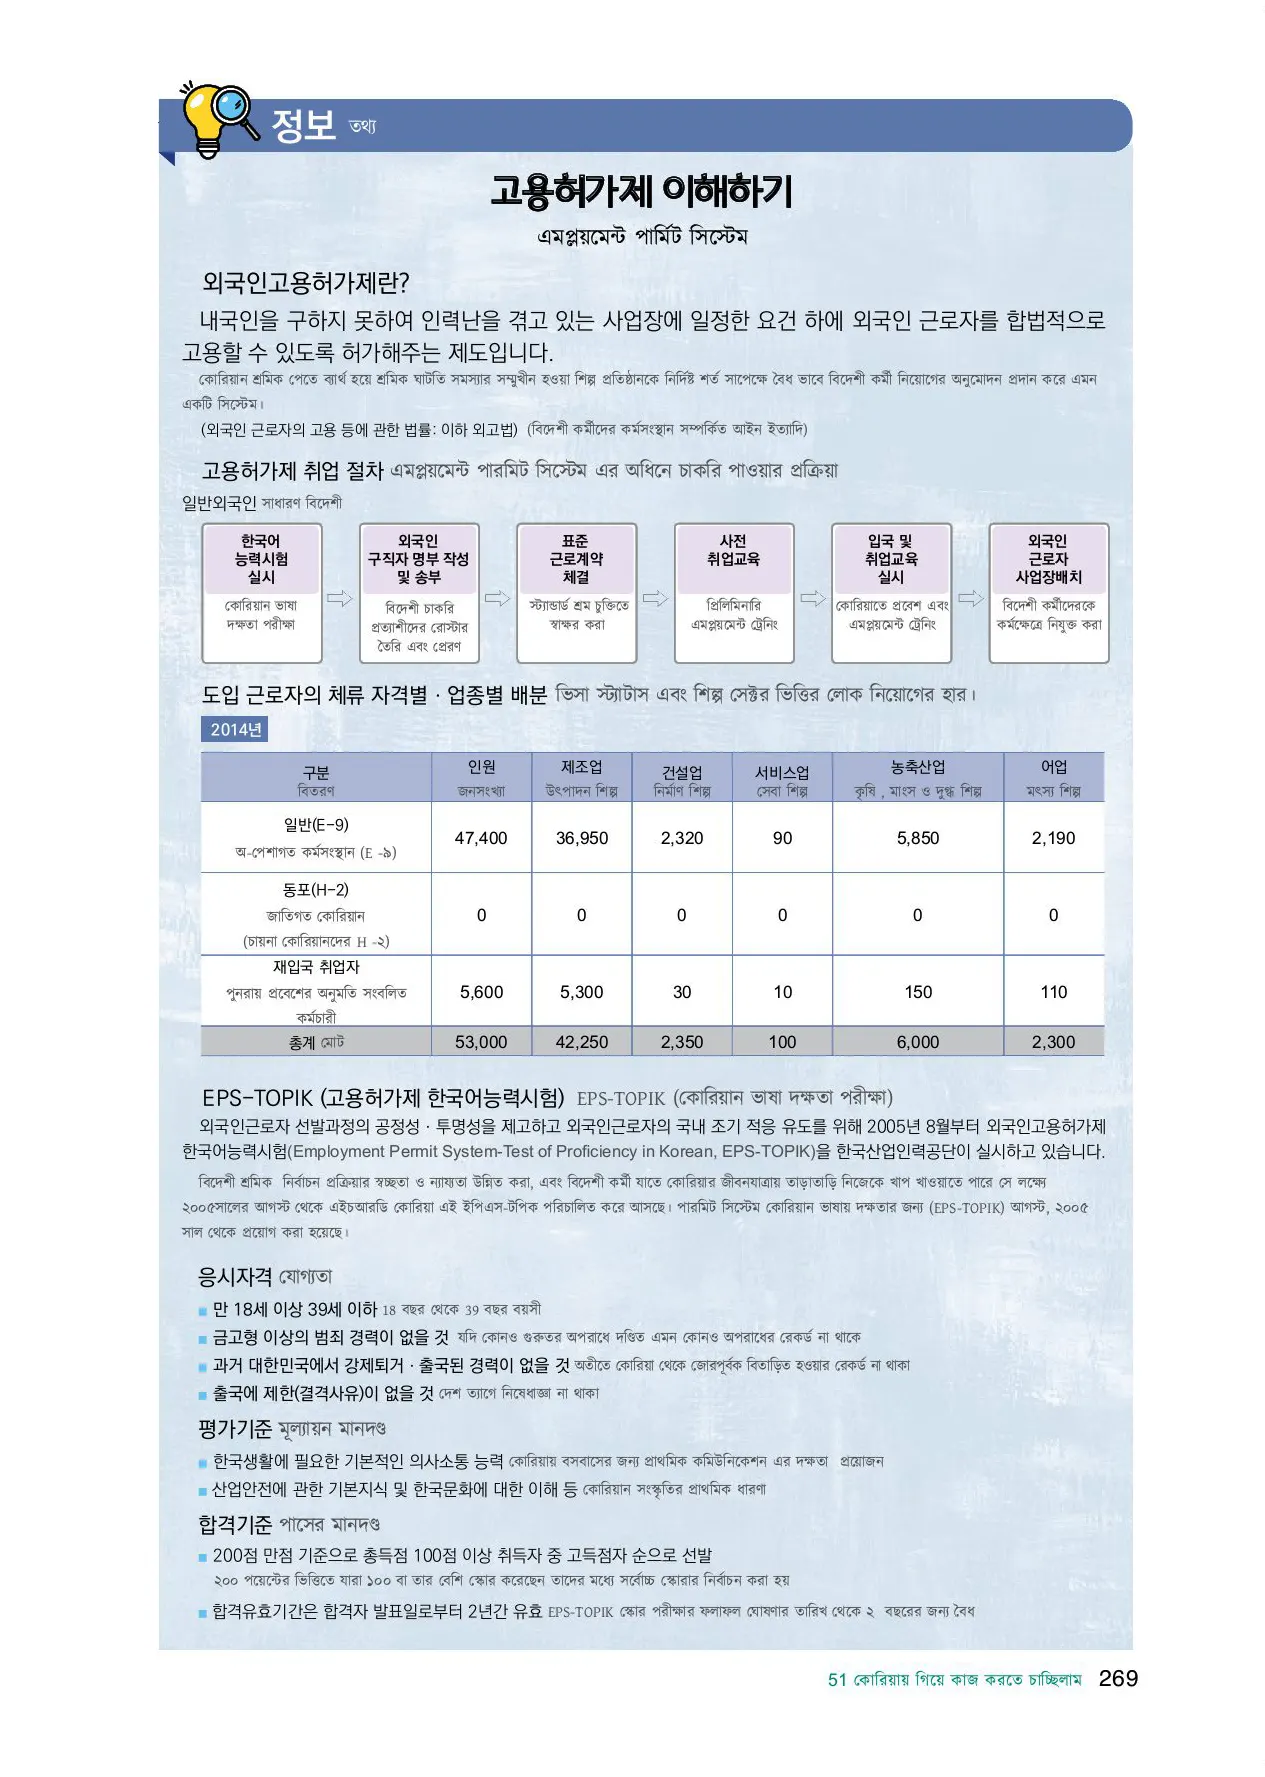 정보 তথ্য
고용허가제 이해하기
এমপ্লয়মেন্ট পার্মিট সিস্টেম
외국인고용허가제란?
내국인을 구하지 못하여 인력난을 겪고 있는 사업장에 일정한 요건 하에 외국인 근로자를 합법적으로
고용할 수 있도록 허가해주는 제도입니다.
কোরিয়ান শ্রমিক পেতে ব্যার্থ হয়ে শ্রমিক ঘাটতি সমস্যার সম্মুখীন হওয়া শিল্প প্রতিষ্ঠানকে নির্দিষ্ট শর্ত সাপেক্ষে বৈধ ভাবে বিদেশী কর্মী নিয়োগের অনুমোদন প্রদান করে এমন
একটি সিস্টেম।
(외국인 근로자의 고용 등에 관한 법률: 이하 외고법) (বিদেশী কর্মীদের কর্মসংস্থান সম্পর্কিত আইন ইত্যাদি)
고용허가제 취업 절차 এমপ্লয়মেন্ট পারমিট সিস্টেম এর অধিনে চাকরি পাওয়ার প্রক্রিয়া
일반외국인 সাধারণ বিদেশী
한국어
능력시험
실시
কোরিয়ান ভাষা
দক্ষতা পরীক্ষা
외국인
구직자 명부 작성
및 송부
বিদেশী চাকরি
প্রত্যাশীদের রোস্টার
তৈরি এবং প্রেরণ
표준
근로계약
체결
স্ট্যান্ডার্ড শ্রম চুক্তিতে
স্বাক্ষর করা
사전
취업교육
প্রিলিমিনারি
এমপ্লয়মেন্ট ট্রেনিং
입국 및
취업교육
실시
কোরিয়াতে প্রবেশ এবং
এমপ্লয়মেন্ট ট্রেনিং
외국인
근로자
사업장배치
বিদেশী কর্মীদেরকে
কর্মক্ষেত্রে নিযুক্ত করা
도입 근로자의 체류 자격별 · 업종별 배분 ভিসা স্ট্যাটাস এবং শিল্প সেক্টর ভিত্তির লোক নিয়োগের হার।
2014년
구분 인원 제조업 건설업 서비스업 농축산업 어업
বিতরণ জনসংখ্যা উৎপাদন শিল্প নির্মাণ শিল্প সেবা শিল্প কৃষি , মাংস ও দুগ্ধ শিল্প মৎস্য শিল্প
일반(E-9)
অ-পেশাগত কর্মসংস্থান (E -৯)
47,400 36,950 2,320 90 5,850 2,190
동포(H-2)
জাতিগত কোরিয়ান
(চায়না কোরিয়ানদের H -২)
0 0 0 0 0 0
재입국 취업자
পুনরায় প্রবেশের অনুমতি সংবলিত
কর্মচারী
5,600 5,300 30 10 150 110
총계 মোট 53,000 42,250 2,350 100 6,000 2,300
EPS-TOPIK (고용허가제 한국어능력시험) EPS-TOPIK (কোরিয়ান ভাষা দক্ষতা পরীক্ষা)
외국인근로자 선발과정의 공정성 · 투명성을 제고하고 외국인근로자의 국내 조기 적응 유도를 위해 2005년 8월부터 외국인고용허가제
한국어능력시험(Employment Permit System-Test of Proficiency in Korean, EPS-TOPIK)을 한국산업인력공단이 실시하고 있습니다.
বিদেশী শ্রমিক নির্বাচন প্রক্রিয়ার স্বচ্ছতা ও ন্যায্যতা উন্নিত করা, এবং বিদেশী কর্মী যাতে কোরিয়ার জীবনযাত্রায় তাড়াতাড়ি নিজেকে খাপ খাওয়াতে পারে সে লক্ষ্যে
২০০৫সালের আগস্ট থেকে এইচআরডি কোরিয়া এই ইপিএস-টপিক পরিচালিত করে আসছে। পারমিট সিস্টেম কোরিয়ান ভাষায় দক্ষতার জন্য (EPS-TOPIK) আগস্ট, ২০০৫
সাল থেকে প্রয়োগ করা হয়েছে।
응시자격 যোগ্যতা
■ 만 18세 이상 39세 이하 18 বছর থেকে 39 বছর বয়সী
■ 금고형 이상의 범죄 경력이 없을 것 যদি কোনও গুরুতর অপরাধে দণ্ডিত এমন কোনও অপরাধের রেকর্ড না থাকে
■ 과거 대한민국에서 강제퇴거 · 출국된 경력이 없을 것 অতীতে কোরিয়া থেকে জোরপূর্বক বিতাড়িত হওয়ার রেকর্ড না থাকা
■ 출국에 제한(결격사유)이 없을 것 দেশ ত্যাগে নিষেধাজ্ঞা না থাকা
평가기준 মূল্যায়ন মানদণ্ড
■ 한국생활에 필요한 기본적인 의사소통 능력 কোরিয়ায় বসবাসের জন্য প্রাথমিক কমিউনিকেশন এর দক্ষতা প্রয়োজন
■ 산업안전에 관한 기본지식 및 한국문화에 대한 이해 등 কোরিয়ান সংস্কৃতির প্রাথমিক ধারণা
합격기준 পাসের মানদণ্ড
■ 200점 만점 기준으로 총득점 100점 이상 취득자 중 고득점자 순으로 선발
২০০ পয়েন্টের ভিত্তিতে যারা ১০০ বা তার বেশি স্কোর করেছেন তাদের মধ্যে সর্বোচ্চ স্কোরার নির্বাচন করা হয়
■ 합격유효기간은 합격자 발표일로부터 2년간 유효 EPS-TOPIK স্কোর পরীক্ষার ফলাফল ঘোষণার তারিখ থেকে ২ বছরের জন্য বৈধ
51 কোরিয়ায় গিয়ে কাজ করতে চাচ্ছিলাম 269